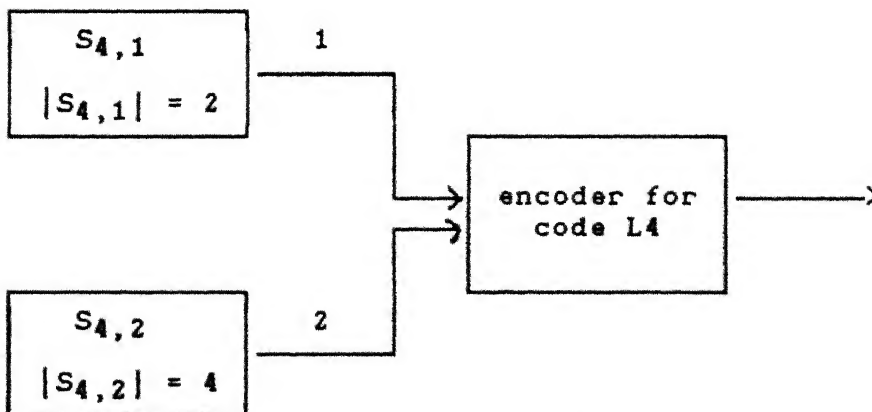 S4,1
|S4,1| = 2
1
encoder for
code L4
S4,2
|S4,2| = 4
2